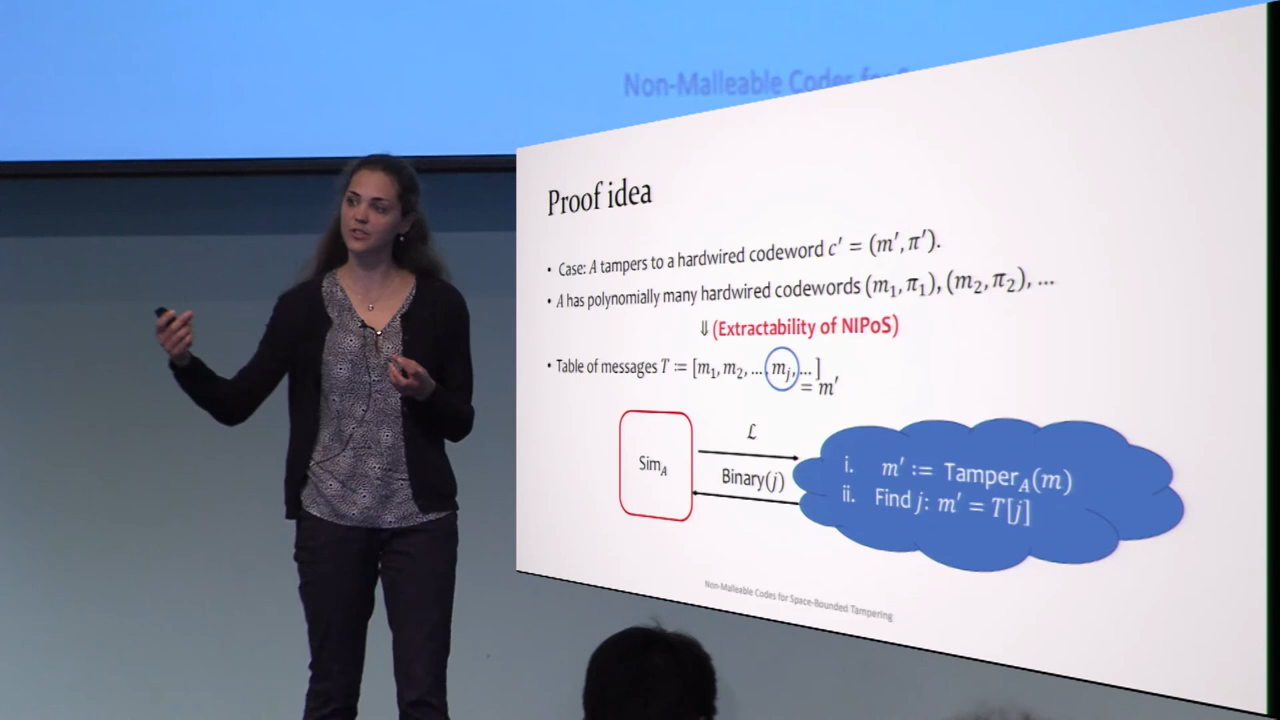 Non-Malleable Codes for S
Proof idea
• Case: A tampers to a hardwired codeword c′ = (m′, π′).
• A has polynomially many hardwired codewords (m₁, π₁), (m₂, π₂), …
⇓ (Extractability of NIPoS)
• Table of messages T ≔ [m₁, m₂, … , mⱼ, …]
= m′
Sim_A
ℒ
Binary(j)
i. m′ := Tamper_A(m)
ii. Find j: m′ = T[j]
Non-Malleable Codes for Space-Bounded Tampering